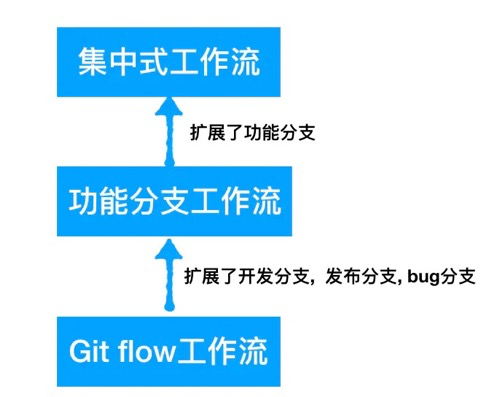 集中式工作流
扩展了功能分支
功能分支工作流
扩展了开发分支, 发布分支, bug分支
Git flow工作流